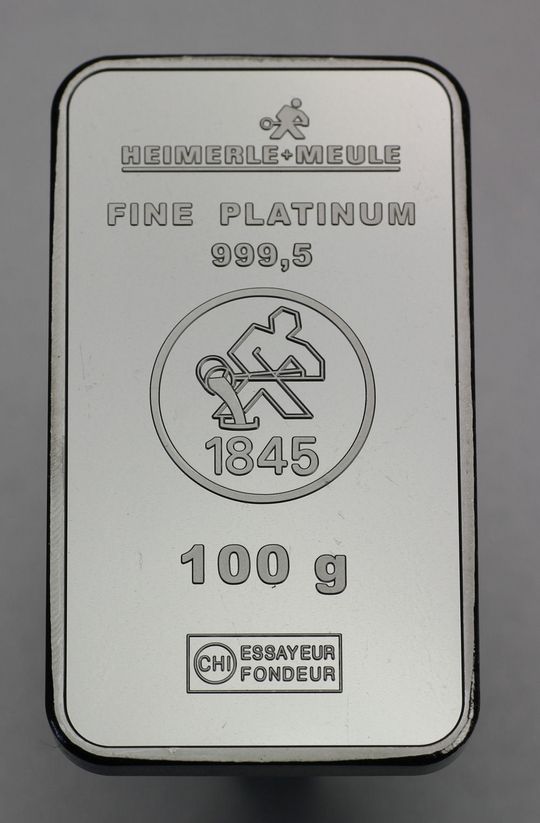 HEIMERLE+MEULE
FINE PLATINUM
999,5
1845
100 g
CHI ESSAYEUR
FONDEUR